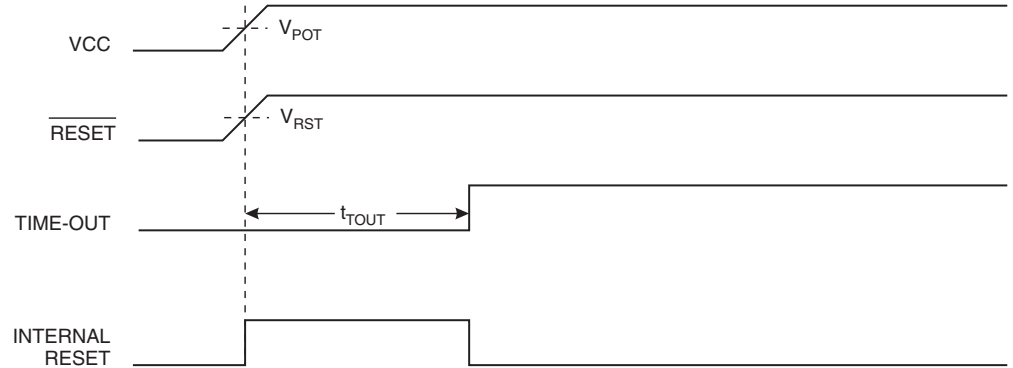 VCC
V_POT
RESET
V_RST
TIME-OUT
t_TOUT
INTERNAL
RESET